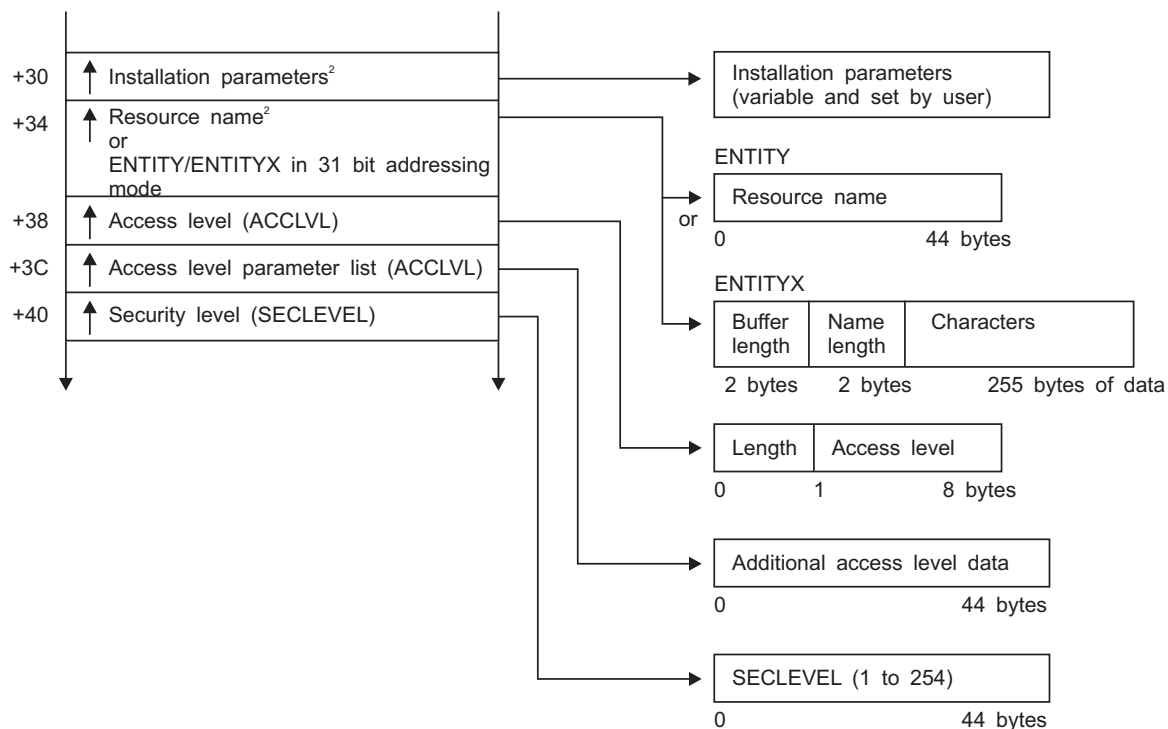 +30
Installation parameters²
+34
Resource name²
or
ENTITY/ENTITYX in 31 bit addressing
mode
+38
Access level (ACCLVL)
+3C
Access level parameter list (ACCLVL)
+40
Security level (SECLEVEL)
Installation parameters
(variable and set by user)
ENTITY
Resource name
or
0 44 bytes
ENTITYX
Buffer
length
Name
length
Characters
2 bytes 2 bytes 255 bytes of data
Length Access level
0 1 8 bytes
Additional access level data
0 44 bytes
SECLEVEL (1 to 254)
0 44 bytes